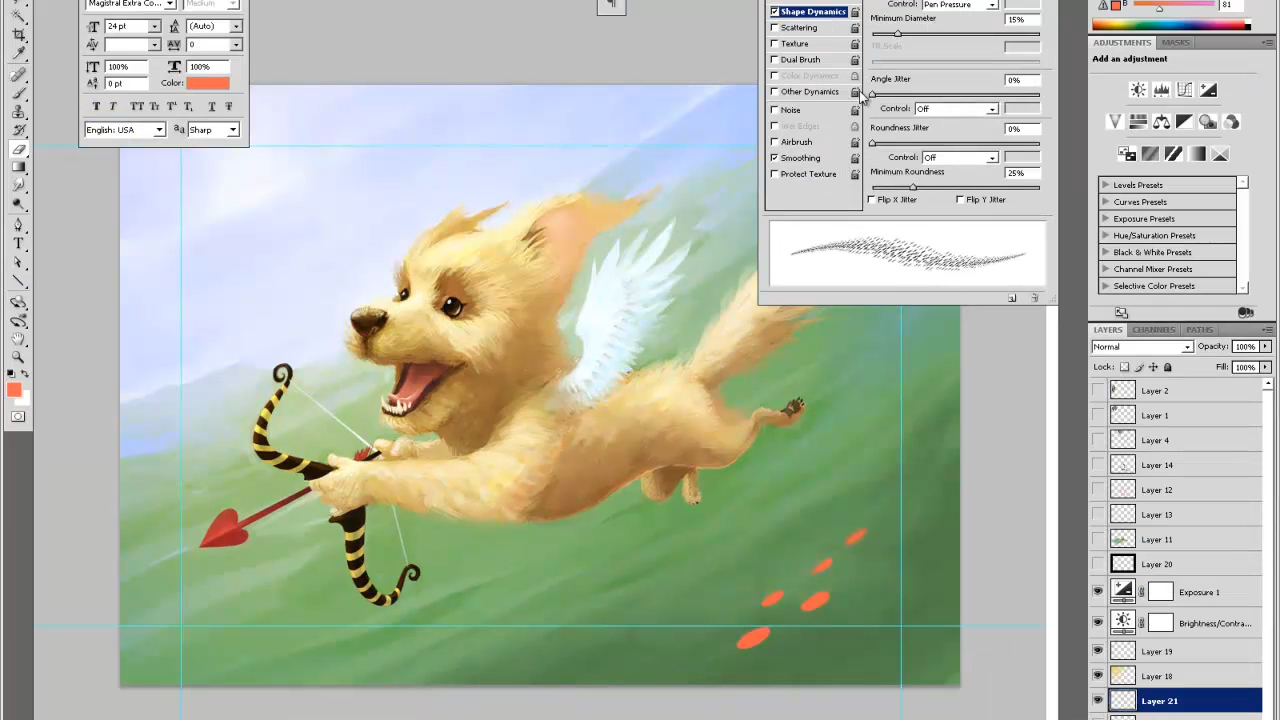 Magistral Extra Co...
Medium
24 pt
(Auto)
0
100%
100%
0 pt
Color:
English: USA
Sharp
Shape Dynamics
Scattering
Texture
Dual Brush
Color Dynamics
Other Dynamics
Noise
Wet Edges
Airbrush
Smoothing
Protect Texture
Control:
Pen Pressure
Minimum Diameter
15%
Tilt Scale
Angle Jitter
0%
Control:
Off
Roundness Jitter
0%
Control:
Off
Minimum Roundness
25%
Flip X Jitter
Flip Y Jitter
B
81
ADJUSTMENTS
MASKS
Add an adjustment
Levels Presets
Curves Presets
Exposure Presets
Hue/Saturation Presets
Black & White Presets
Channel Mixer Presets
Selective Color Presets
LAYERS
CHANNELS
PATHS
Normal
Opacity:
100%
Lock:
Fill:
100%
Layer 2
Layer 1
Layer 4
Layer 14
Layer 12
Layer 13
Layer 11
Layer 20
Exposure 1
Brightness/Contra...
Layer 19
Layer 18
Layer 21